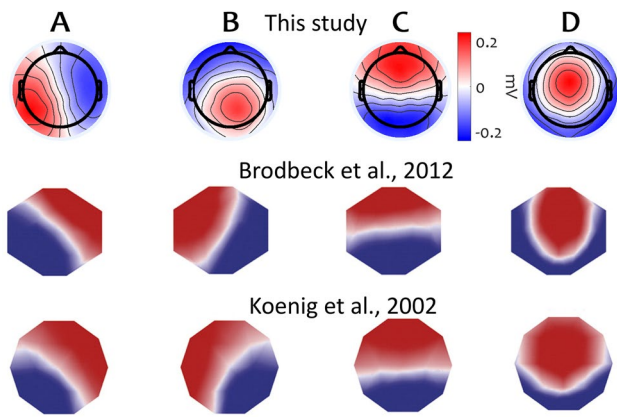 A B This study C D
0.2
0
-0.2
mV
Brodbeck et al., 2012
Koenig et al., 2002